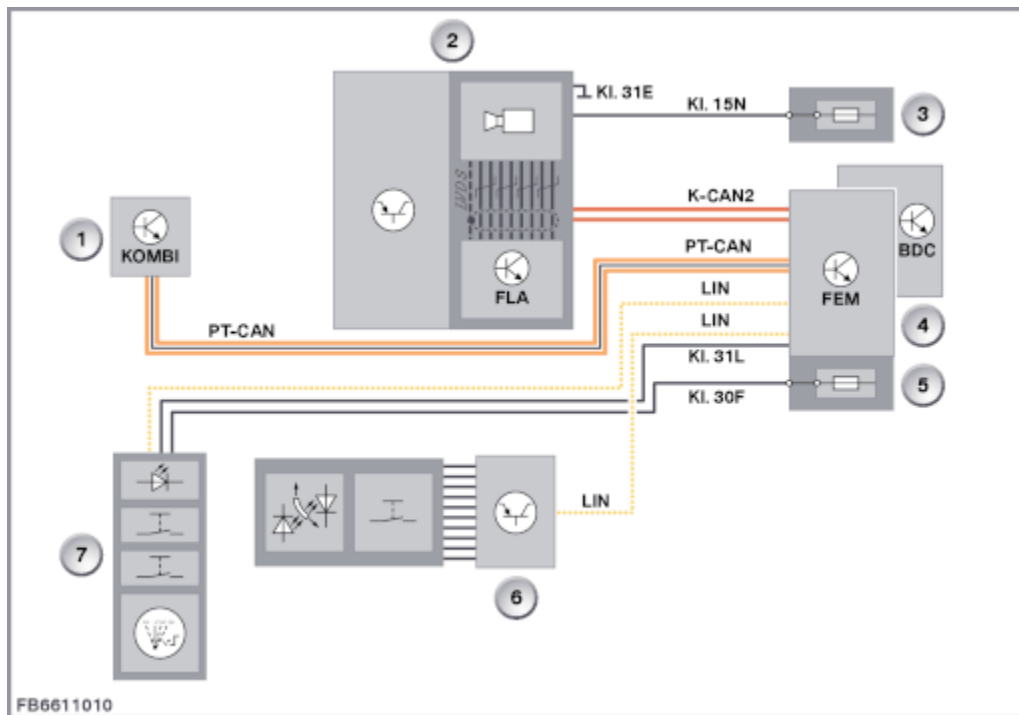 2
Kl. 31E
Kl. 15N
3
K-CAN2
1
KOMBI
BDC
PT-CAN
FLA
FEM
LIN
4
PT-CAN
LIN
Kl. 31L
5
Kl. 30F
LIN
7
6
FB6611010